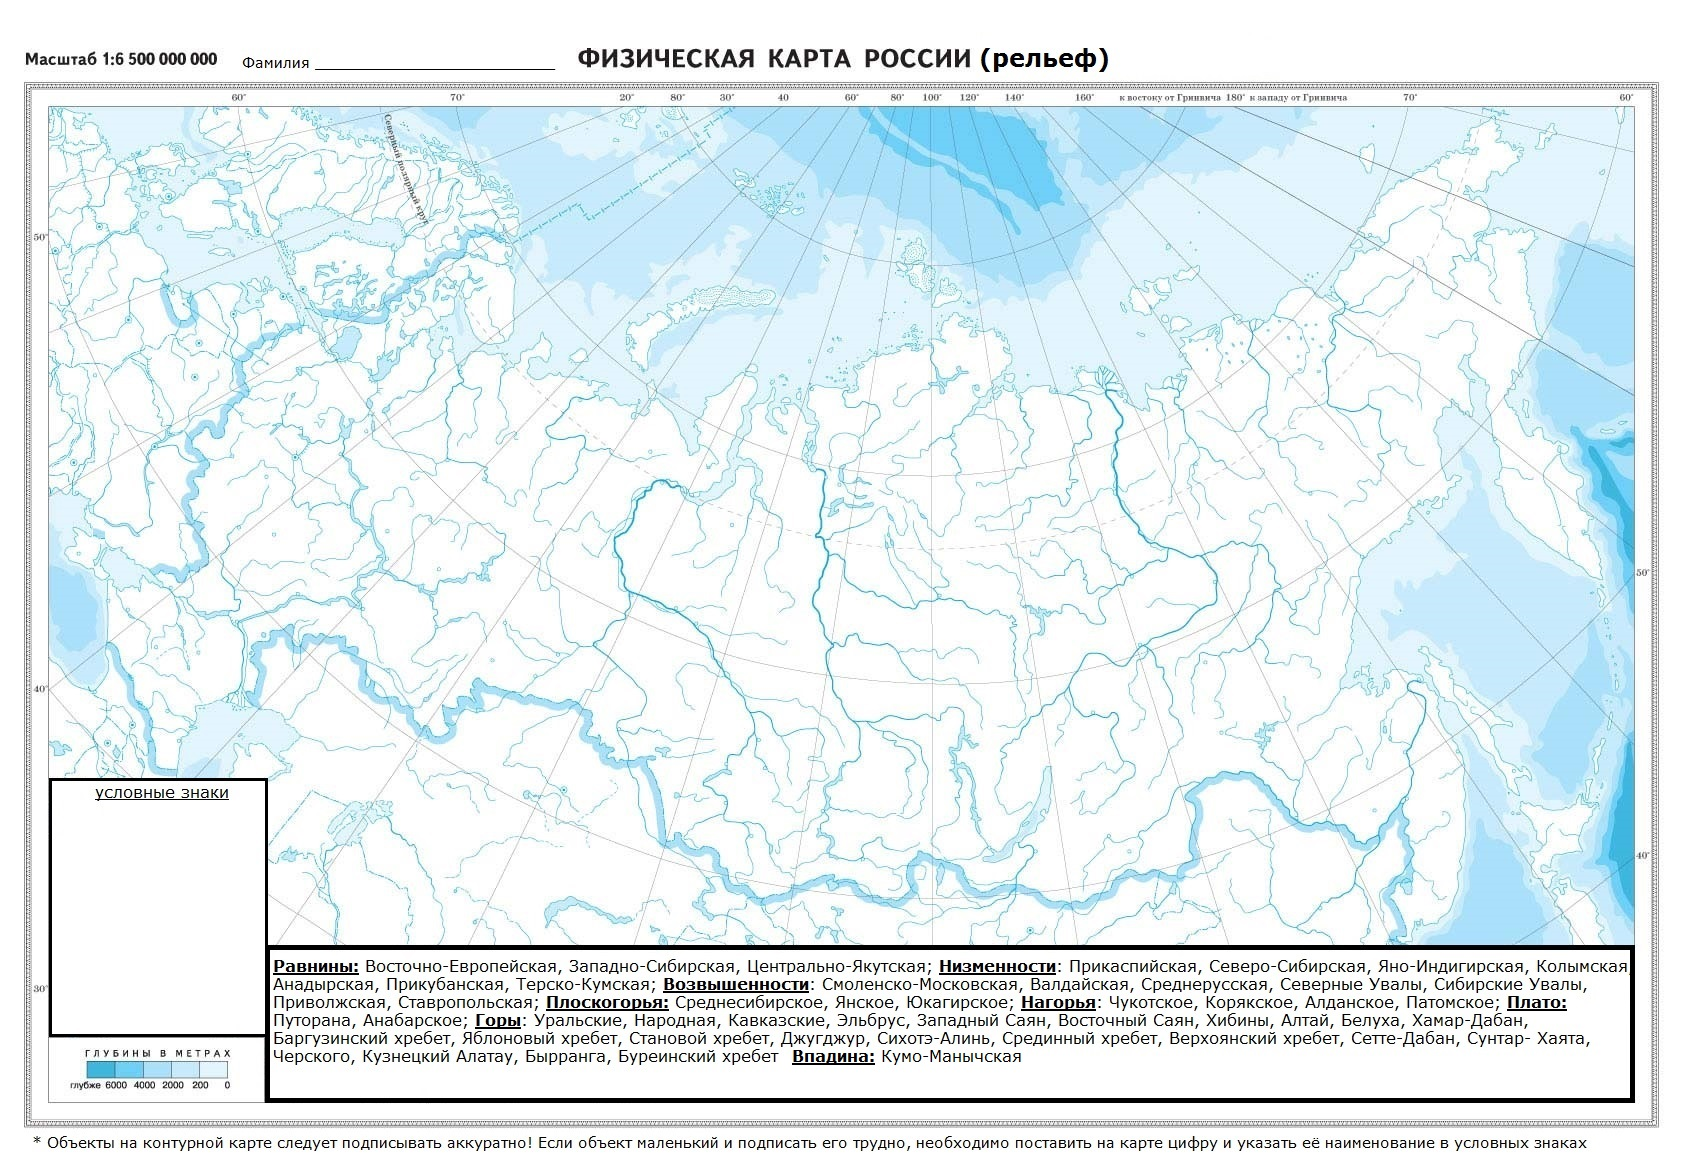 Масштаб 1:6 500 000 000 Фамилия ФИЗИЧЕСКАЯ КАРТА РОССИИ (рельеф)
60° 70° 20° 80° 30° 40 60° 80° 100° 120° 140° 160° к востоку от Гринвича 180° к западу от Гринвича 70° 60°
Северный полярный круг
50°
50°
40°
условные знаки
40°
30°
Равнины: Восточно-Европейская, Западно-Сибирская, Центрально-Якутская; Низменности: Прикаспийская, Северо-Сибирская, Яно-Индигирская, Колымская,
Анадырская, Прикубанская, Терско-Кумская; Возвышенности: Смоленско-Московская, Валдайская, Среднерусская, Северные Увалы, Сибирские Увалы,
Приволжская, Ставропольская; Плоскогорья: Среднесибирское, Янское, Юкагирское; Нагорья: Чукотское, Корякское, Алданское, Патомское; Плато:
Путорана, Анабарское; Горы: Уральские, Народная, Кавказские, Эльбрус, Западный Саян, Восточный Саян, Хибины, Алтай, Белуха, Хамар-Дабан,
Баргузинский хребет, Яблоновый хребет, Становой хребет, Джугджур, Сихотэ-Алинь, Срединный хребет, Верхоянский хребет, Сетте-Дабан, Сунтар- Хаята,
Черского, Кузнецкий Алатау, Бырранга, Буреинский хребет Впадина: Кумо-Манычская
ГЛУБИНЫ В МЕТРАХ
глубже 6000 4000 2000 200 0
* Объекты на контурной карте следует подписывать аккуратно! Если объект маленький и подписать его трудно, необходимо поставить на карте цифру и указать её наименование в условных знаках